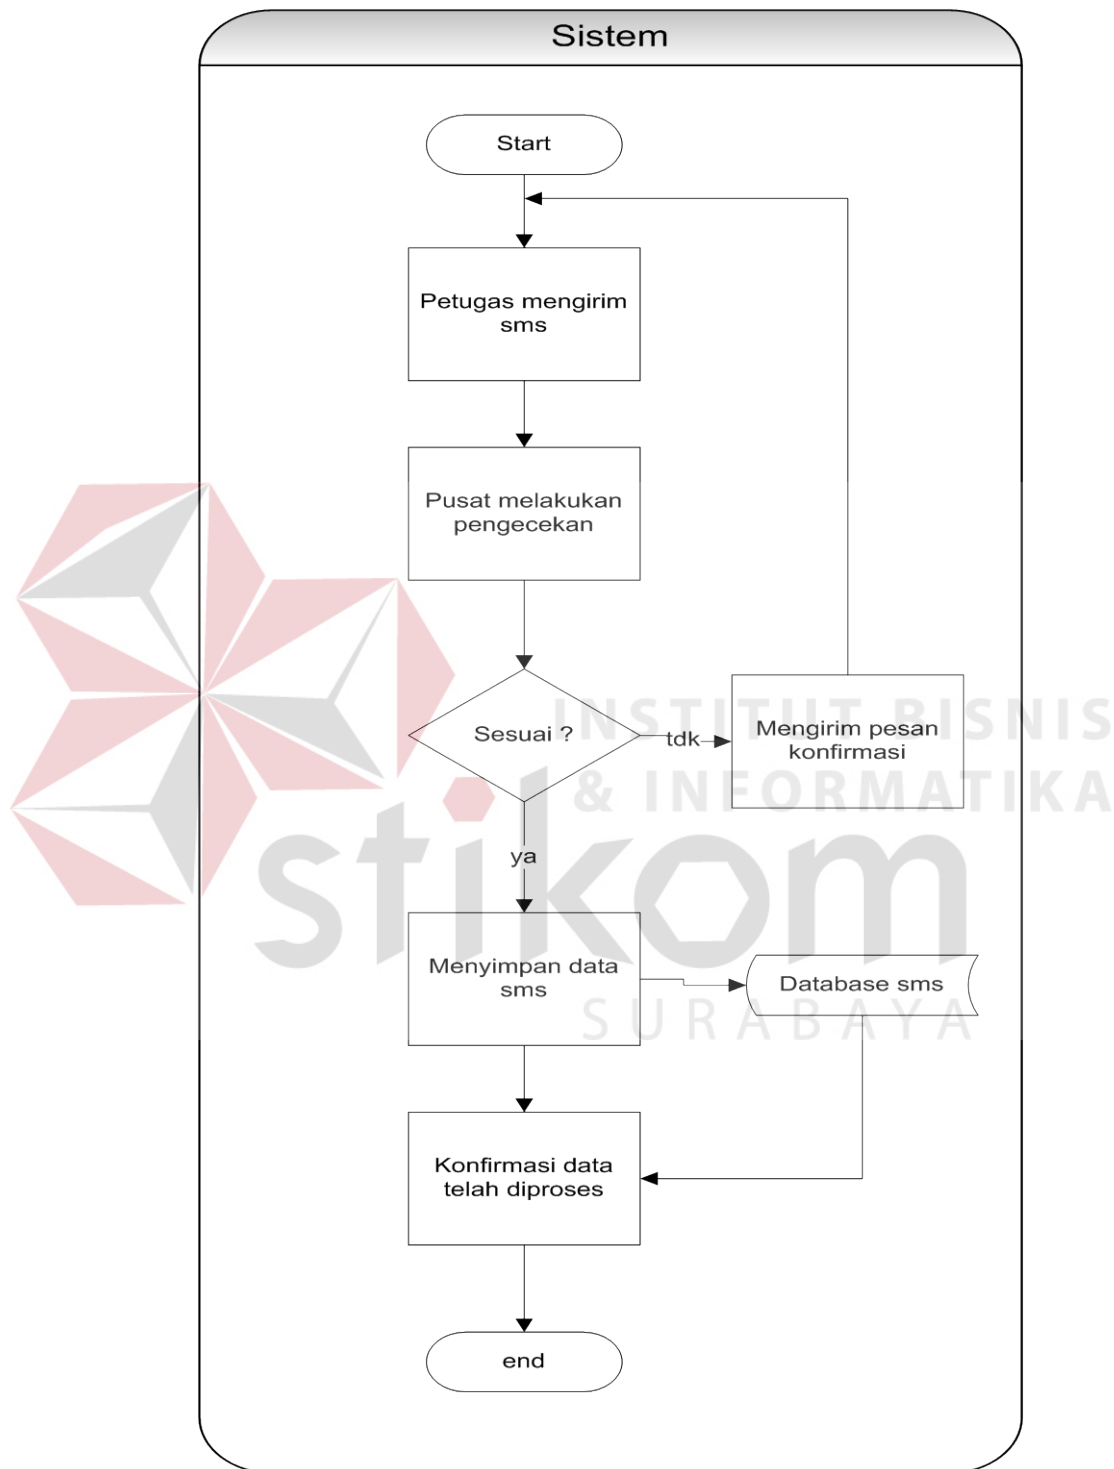 Sistem
Start
Petugas mengirim
sms
Pusat melakukan
pengecekan
Sesuai ?
tdk
Mengirim pesan
konfirmasi
INSTITUT BISNIS
& INFORMATIKA
stikom
SURABAYA
ya
Menyimpan data
sms
Database sms
Konfirmasi data
telah diproses
end